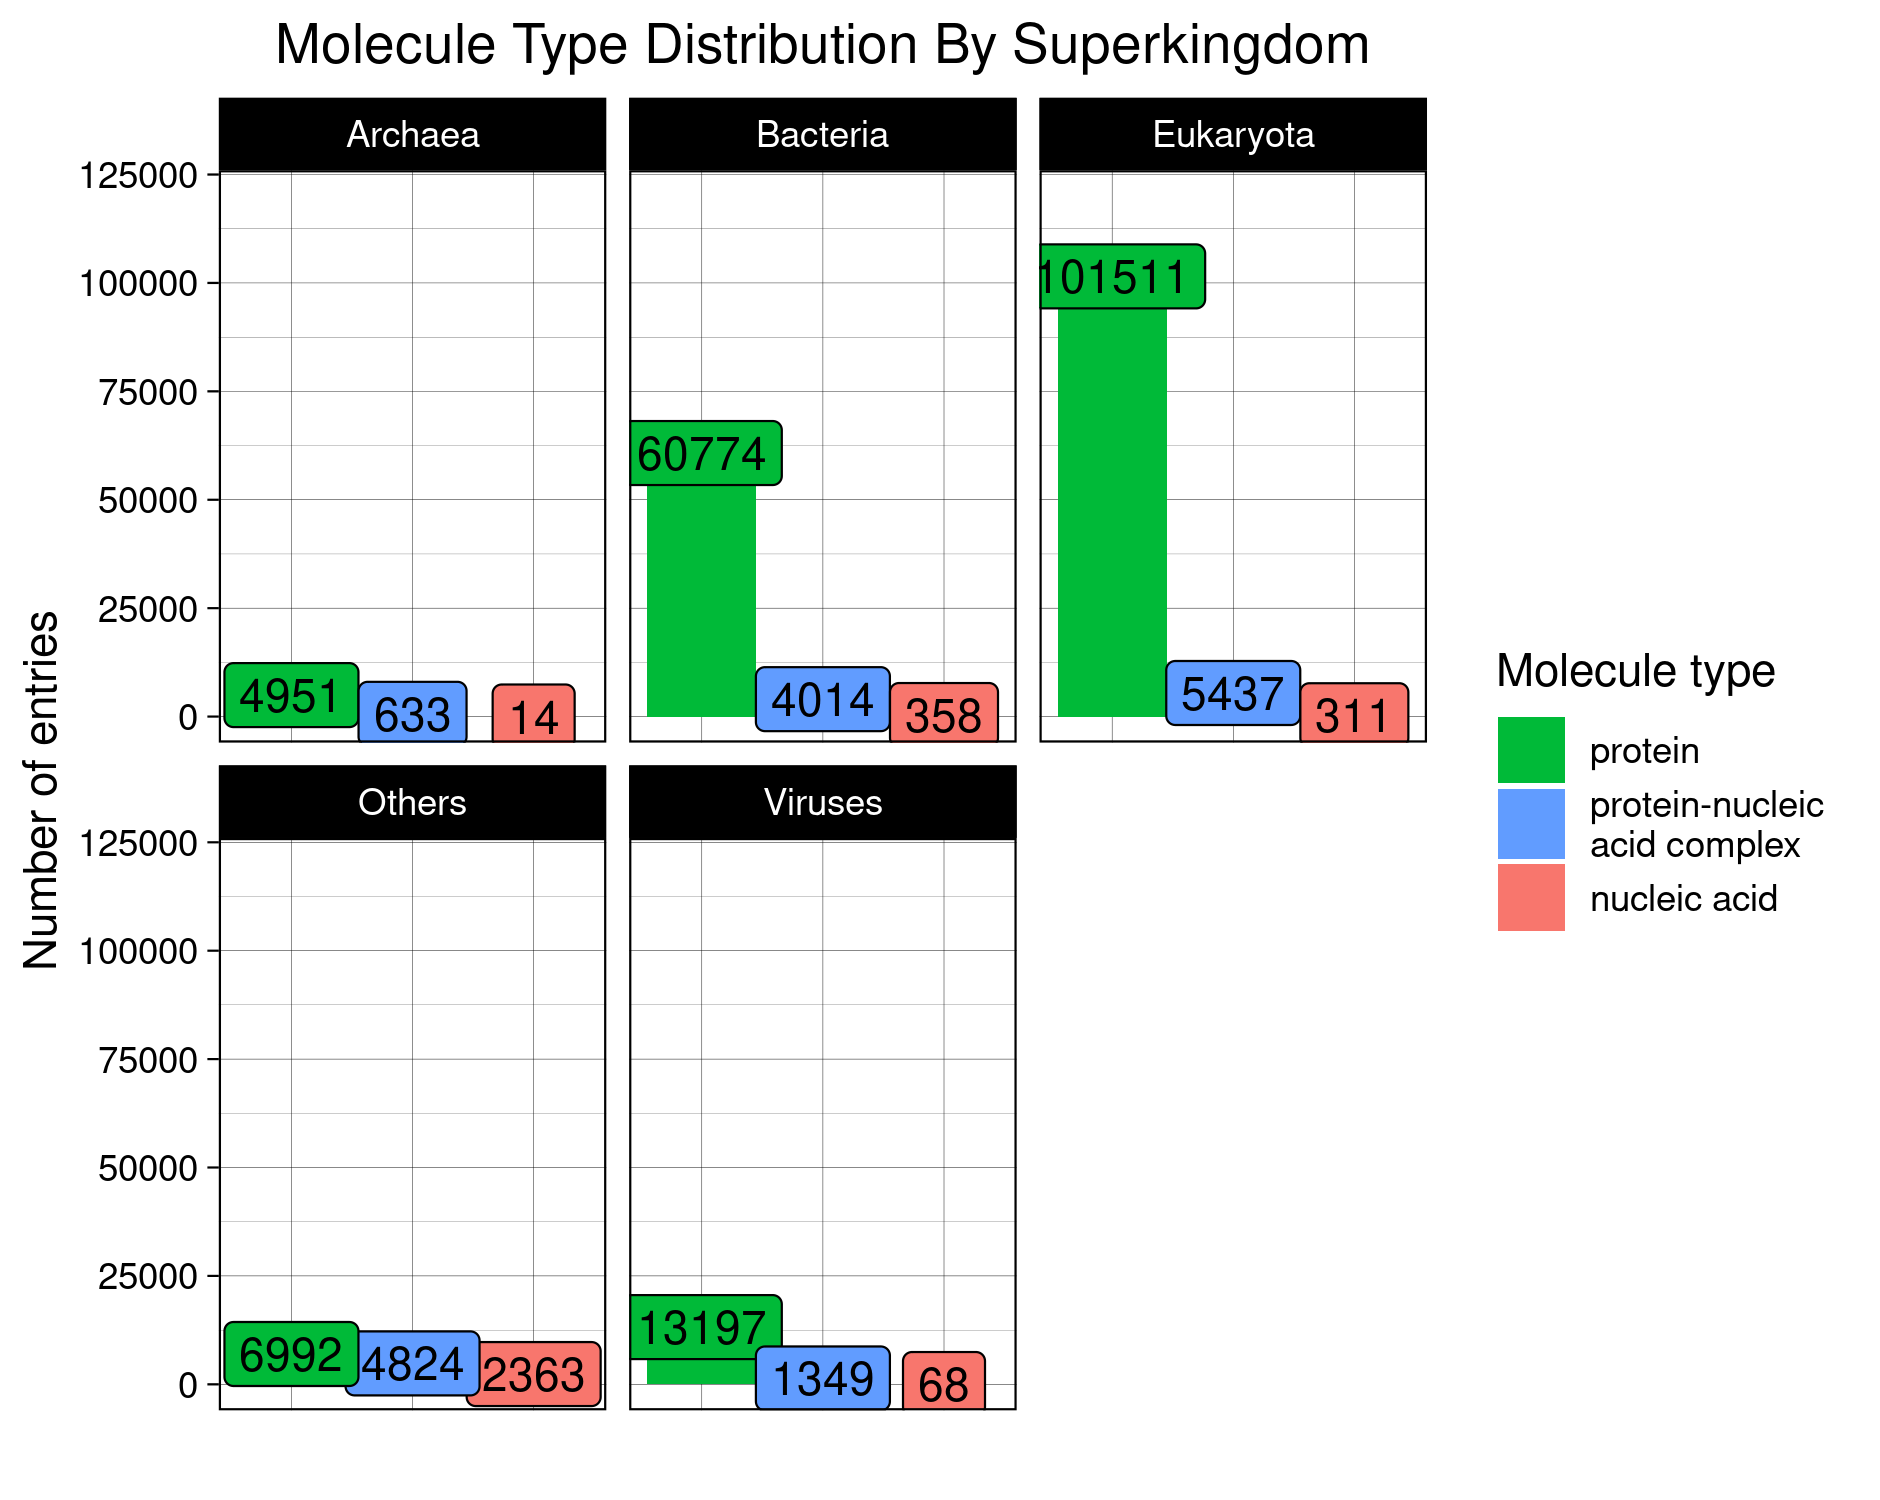 Molecule Type Distribution By Superkingdom
Archaea
Bacteria
Eukaryota
125000
100000
75000
50000
25000
0
4951
633
14
60774
4014
358
101511
5437
311
Number of entries
Others
Viruses
125000
100000
75000
50000
25000
0
6992
4824
2363
13197
1349
68
Molecule type
protein
protein-nucleic
acid complex
nucleic acid